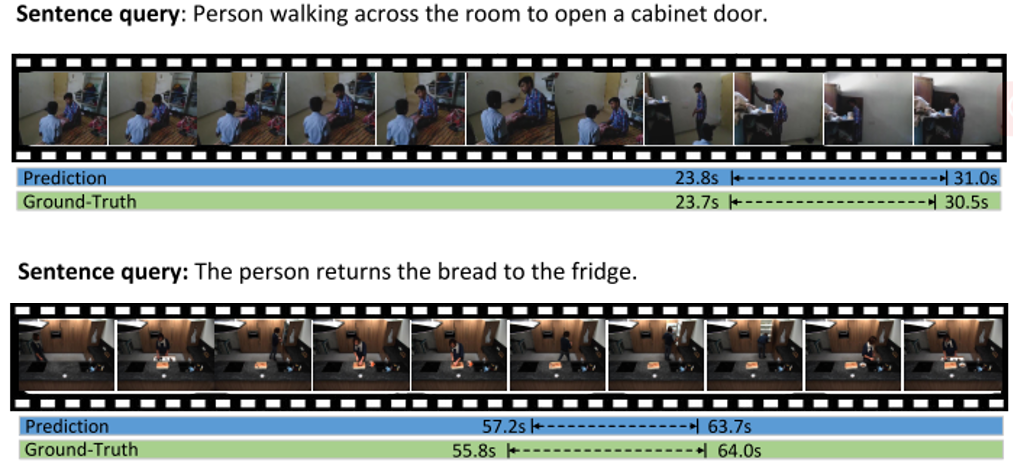 Sentence query: Person walking across the room to open a cabinet door.
Prediction 23.8s 31.0s
Ground-Truth 23.7s 30.5s
Sentence query: The person returns the bread to the fridge.
Prediction 57.2s 63.7s
Ground-Truth 55.8s 64.0s